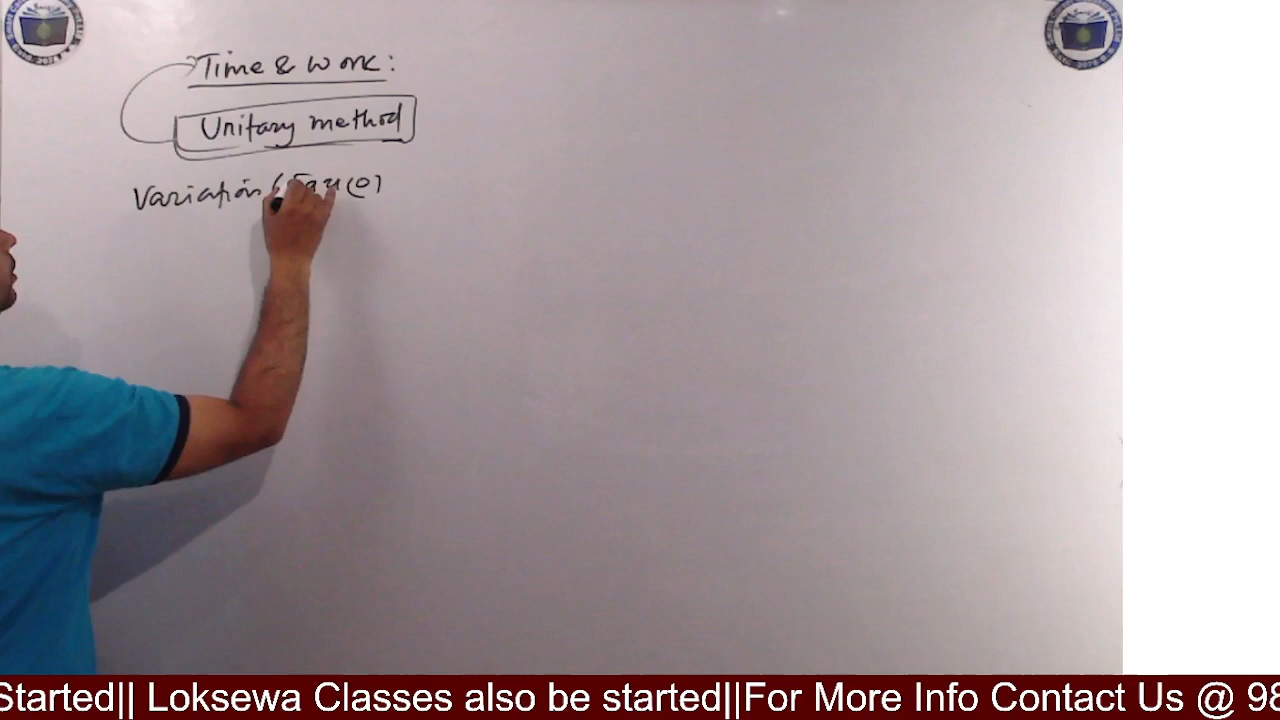 Time & Work:
Unitary method
Variation
Started|| Loksewa Classes also be started||For More Info Contact Us @ 98